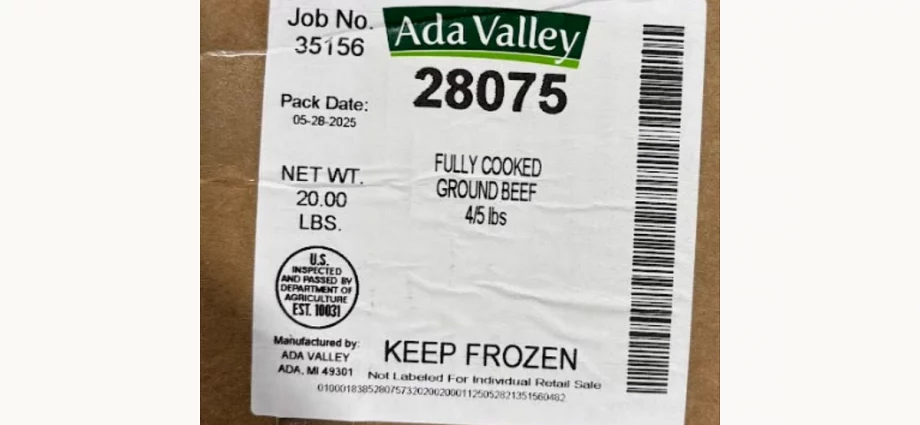 Job No.
35156
Ada Valley
28075
Pack Date:
05-28-2025
FULLY COOKED
GROUND BEEF
4/5 lbs
NET WT.
20.00
LBS.
U.S.
INSPECTED
AND PASSED BY
DEPARTMENT OF
AGRICULTURE
EST. 10031
Manufactured by:
ADA VALLEY
ADA, MI 49301
KEEP FROZEN
Not Labeled For Individual Retail Sale